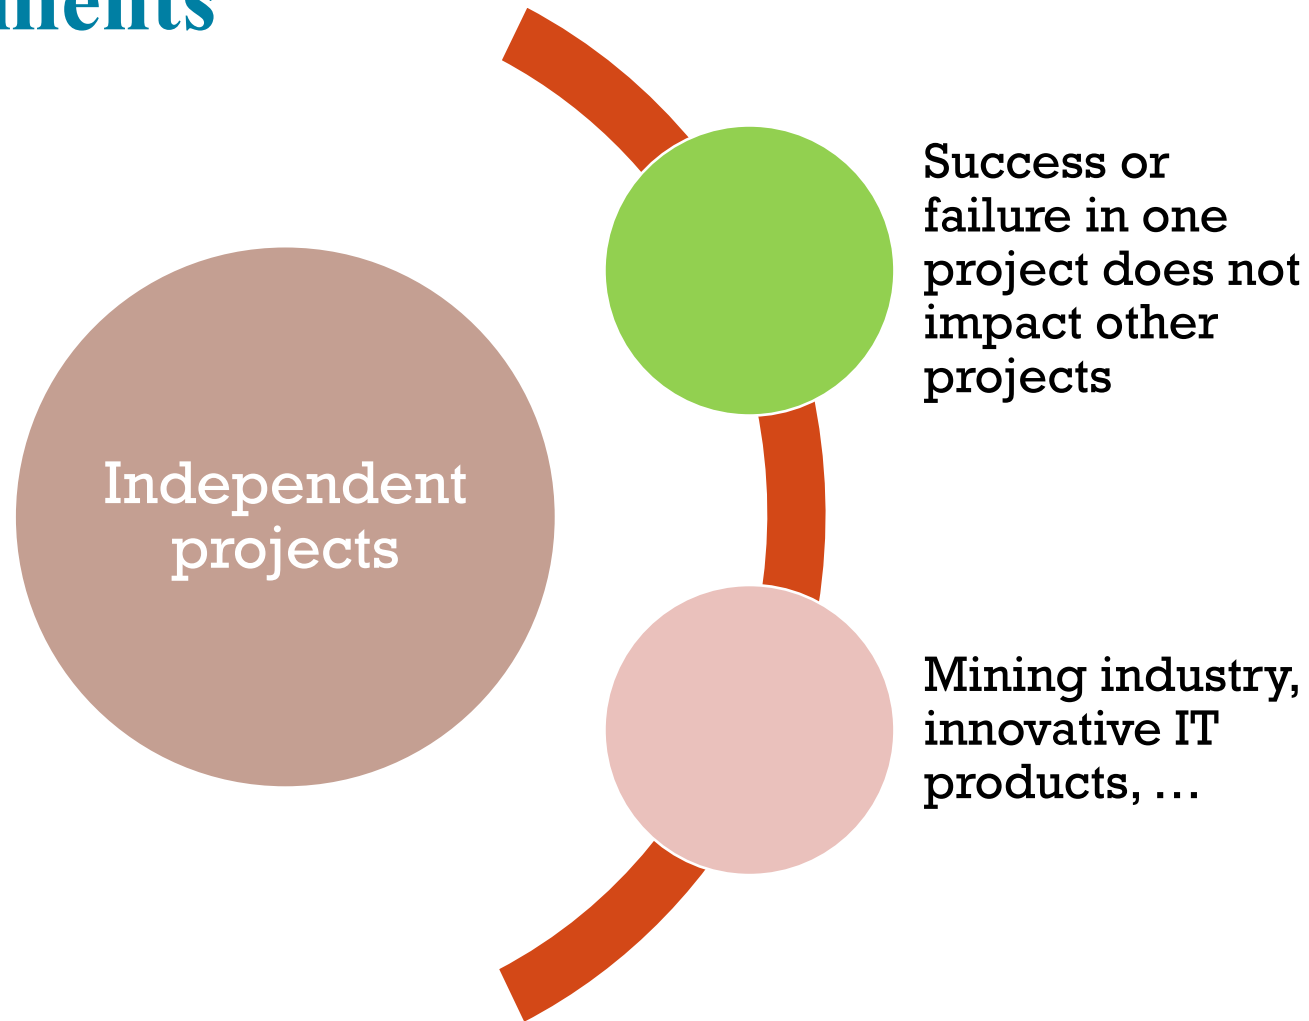 Independent
projects
Success or
failure in one
project does not
impact other
projects
Mining industry,
innovative IT
products, …